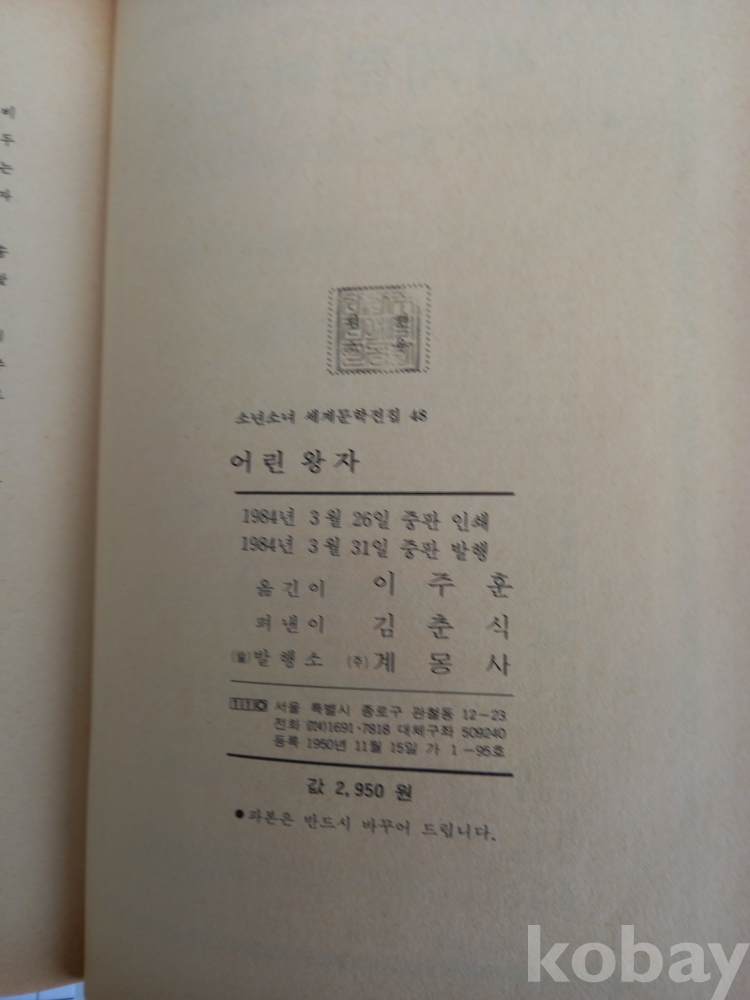 소년소녀 세계문학전집 48
어린 왕자
1984년 3월 26일 중판 인쇄
1984년 3월 31일 중판 발행
옮긴이 이 주 훈
펴낸이 김 춘 식
발행소 (주) 계 몽 사
110 서울 특별시 종로구 관철동 12-23
전화 691-7818 대체구좌 509240
등록 1950년 11월 15일 가 1-95호
값 2,950 원
●파본은 반드시 바꾸어 드립니다.
kobay